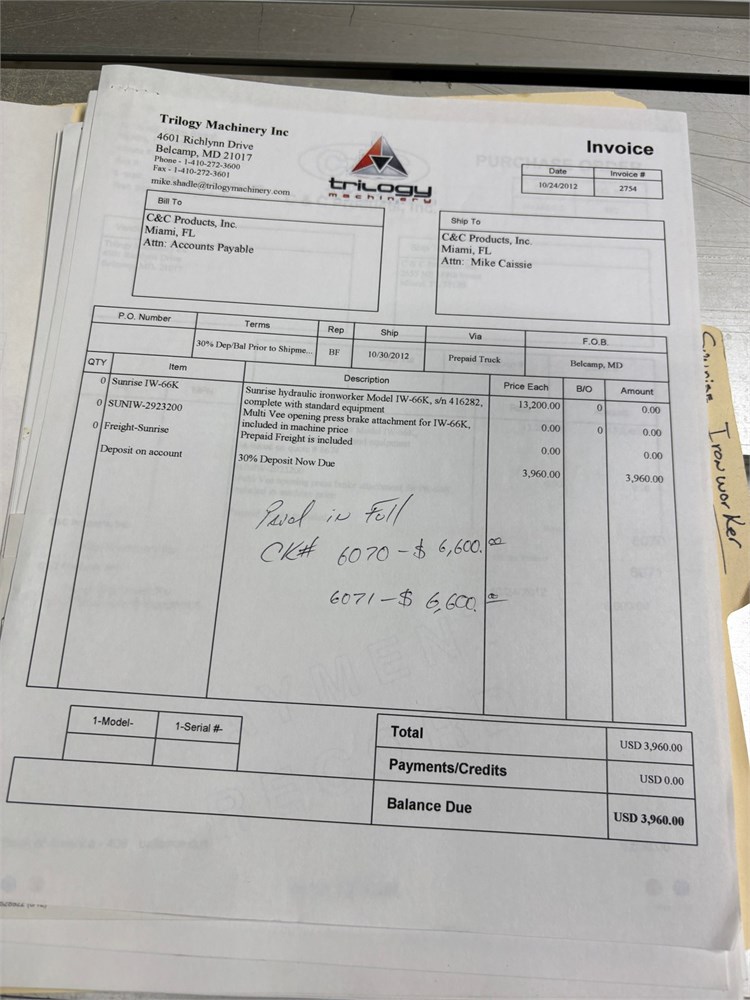 Trilogy Machinery Inc
4601 Richlynn Drive
Belcamp, MD 21017
Phone - 1-410-272-3600
Fax - 1-410-272-3601
mike.shadle@trilogymachinery.com
trilogy
machinery
Invoice
Date Invoice #
10/24/2012 2754
Bill To
C&C Products, Inc.
Miami, FL
Attn: Accounts Payable
Ship To
C&C Products, Inc.
Miami, FL
Attn: Mike Caissie
P.O. Number Terms Rep Ship Via F.O.B.
30% Dep/Bal Prior to Shipme... BF 10/30/2012 Prepaid Truck Belcamp, MD
QTY Item Description Price Each B/O Amount
0 Sunrise IW-66K Sunrise hydraulic ironworker Model IW-66K, s/n 416282, 13,200.00 0 0.00
complete with standard equipment
0 SUNIW-2923200 Multi Vee opening press brake attachment for IW-66K, 0.00 0 0.00
included in machine price
0 Freight-Sunrise Prepaid Freight is included 0.00 0.00
Deposit on account 30% Deposit Now Due 3,960.00 3,960.00
Paid in Full
CK# 6070 - $ 6,600.00
6071 - $ 6,600.00
1-Model- 1-Serial #-
Total USD 3,960.00
Payments/Credits USD 0.00
Balance Due USD 3,960.00
Ironworker
PURCHASE ORDER